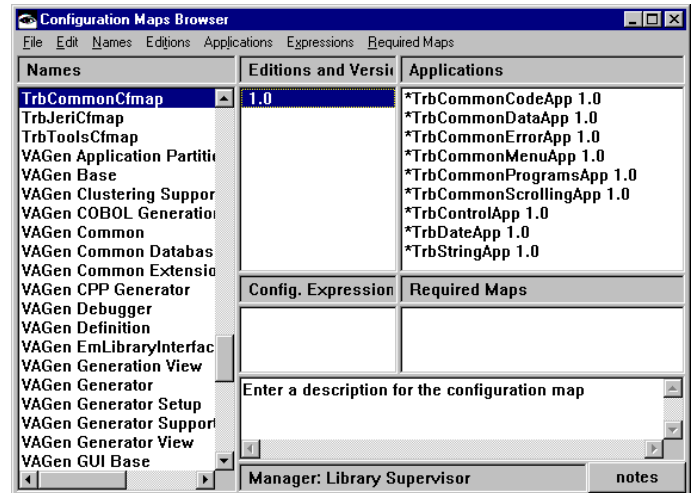 Configuration Maps Browser
File Edit Names Editions Applications Expressions Required Maps
Names
TrbCommonCfmap
TrbJeriCfmap
TrbToolsCfmap
VAGen Application Partitio
VAGen Base
VAGen Clustering Suppor
VAGen COBOL Generation
VAGen Common
VAGen Common Databas
VAGen Common Extensio
VAGen CPP Generator
VAGen Debugger
VAGen Definition
VAGen EmLibraryInterfac
VAGen Generation View
VAGen Generator
VAGen Generator Setup
VAGen Generator Support
VAGen Generator View
VAGen GUI Base
Editions and Versio
1.0
Applications
*TrbCommonCodeApp 1.0
*TrbCommonDataApp 1.0
*TrbCommonErrorApp 1.0
*TrbCommonMenuApp 1.0
*TrbCommonProgramsApp 1.0
*TrbCommonScrollingApp 1.0
*TrbControlApp 1.0
*TrbDateApp 1.0
*TrbStringApp 1.0
Config. Expression
Required Maps
Enter a description for the configuration map
Manager: Library Supervisor
notes